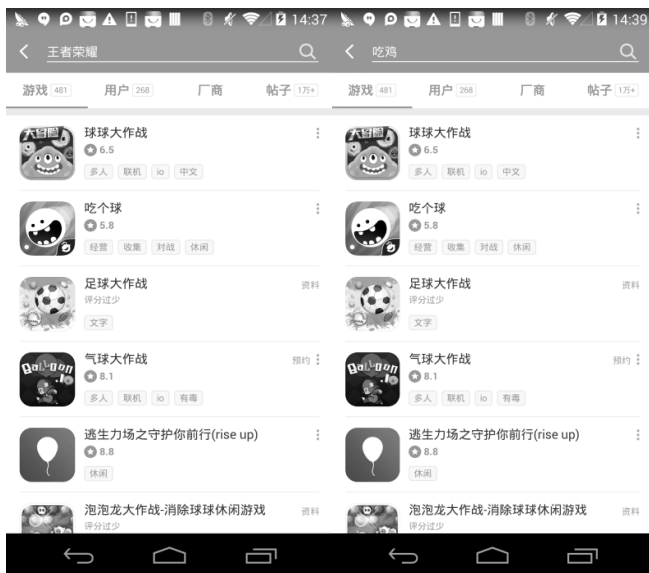 14:37
王者荣耀
游戏 481 用户 268 厂商 帖子 1万+
球球大作战
6.5
多人 联机 io 中文
吃个球
5.8
经营 收集 对战 休闲
足球大作战
资料
评分过少
文字
气球大作战
预约
8.1
多人 联机 io 有毒
逃生力场之守护你前行(rise up)
8.8
休闲
泡泡龙大作战-消除球球休闲游戏
资料
评分过少
14:39
吃鸡
游戏 481 用户 268 厂商 帖子 1万+
球球大作战
6.5
多人 联机 io 中文
吃个球
5.8
经营 收集 对战 休闲
足球大作战
资料
评分过少
文字
气球大作战
预约
8.1
多人 联机 io 有毒
逃生力场之守护你前行(rise up)
8.8
休闲
泡泡龙大作战-消除球球休闲游戏
资料
评分过少